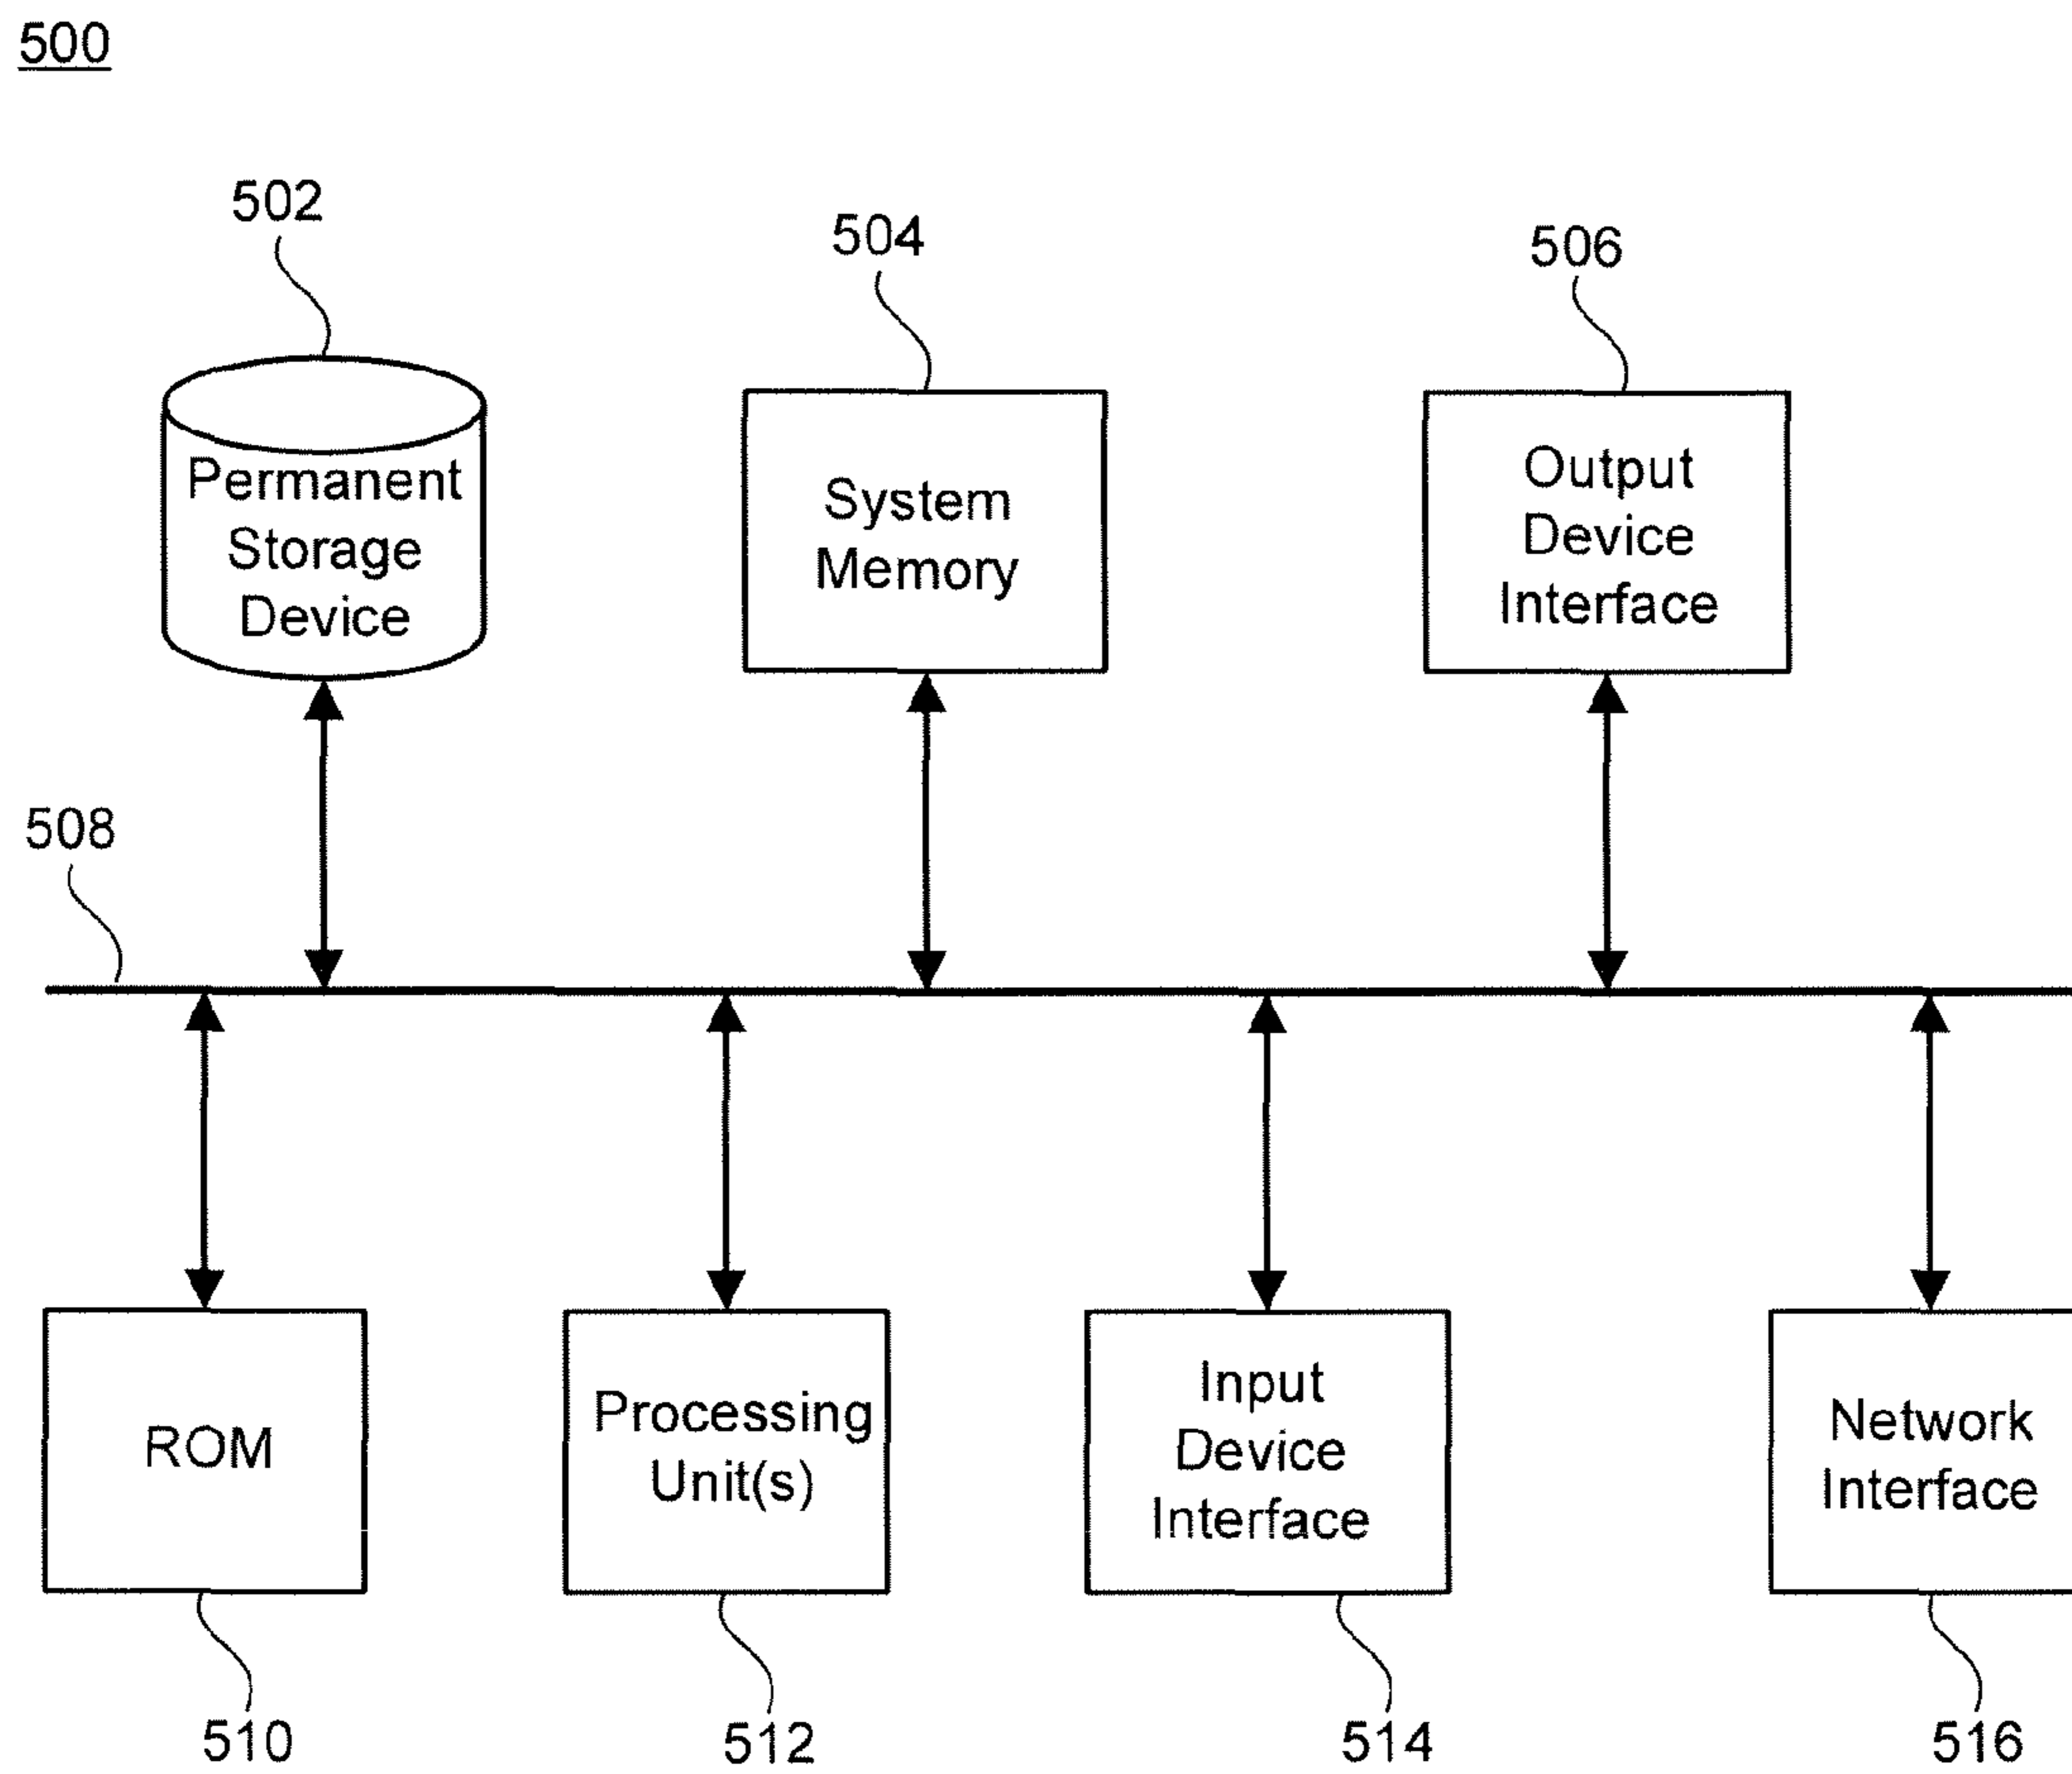 500
502
504
506
Permanent
Storage
Device
System
Memory
Output
Device
Interface
508
ROM
Processing
Unit(s)
Input
Device
Interface
Network
Interface
510
512
514
516